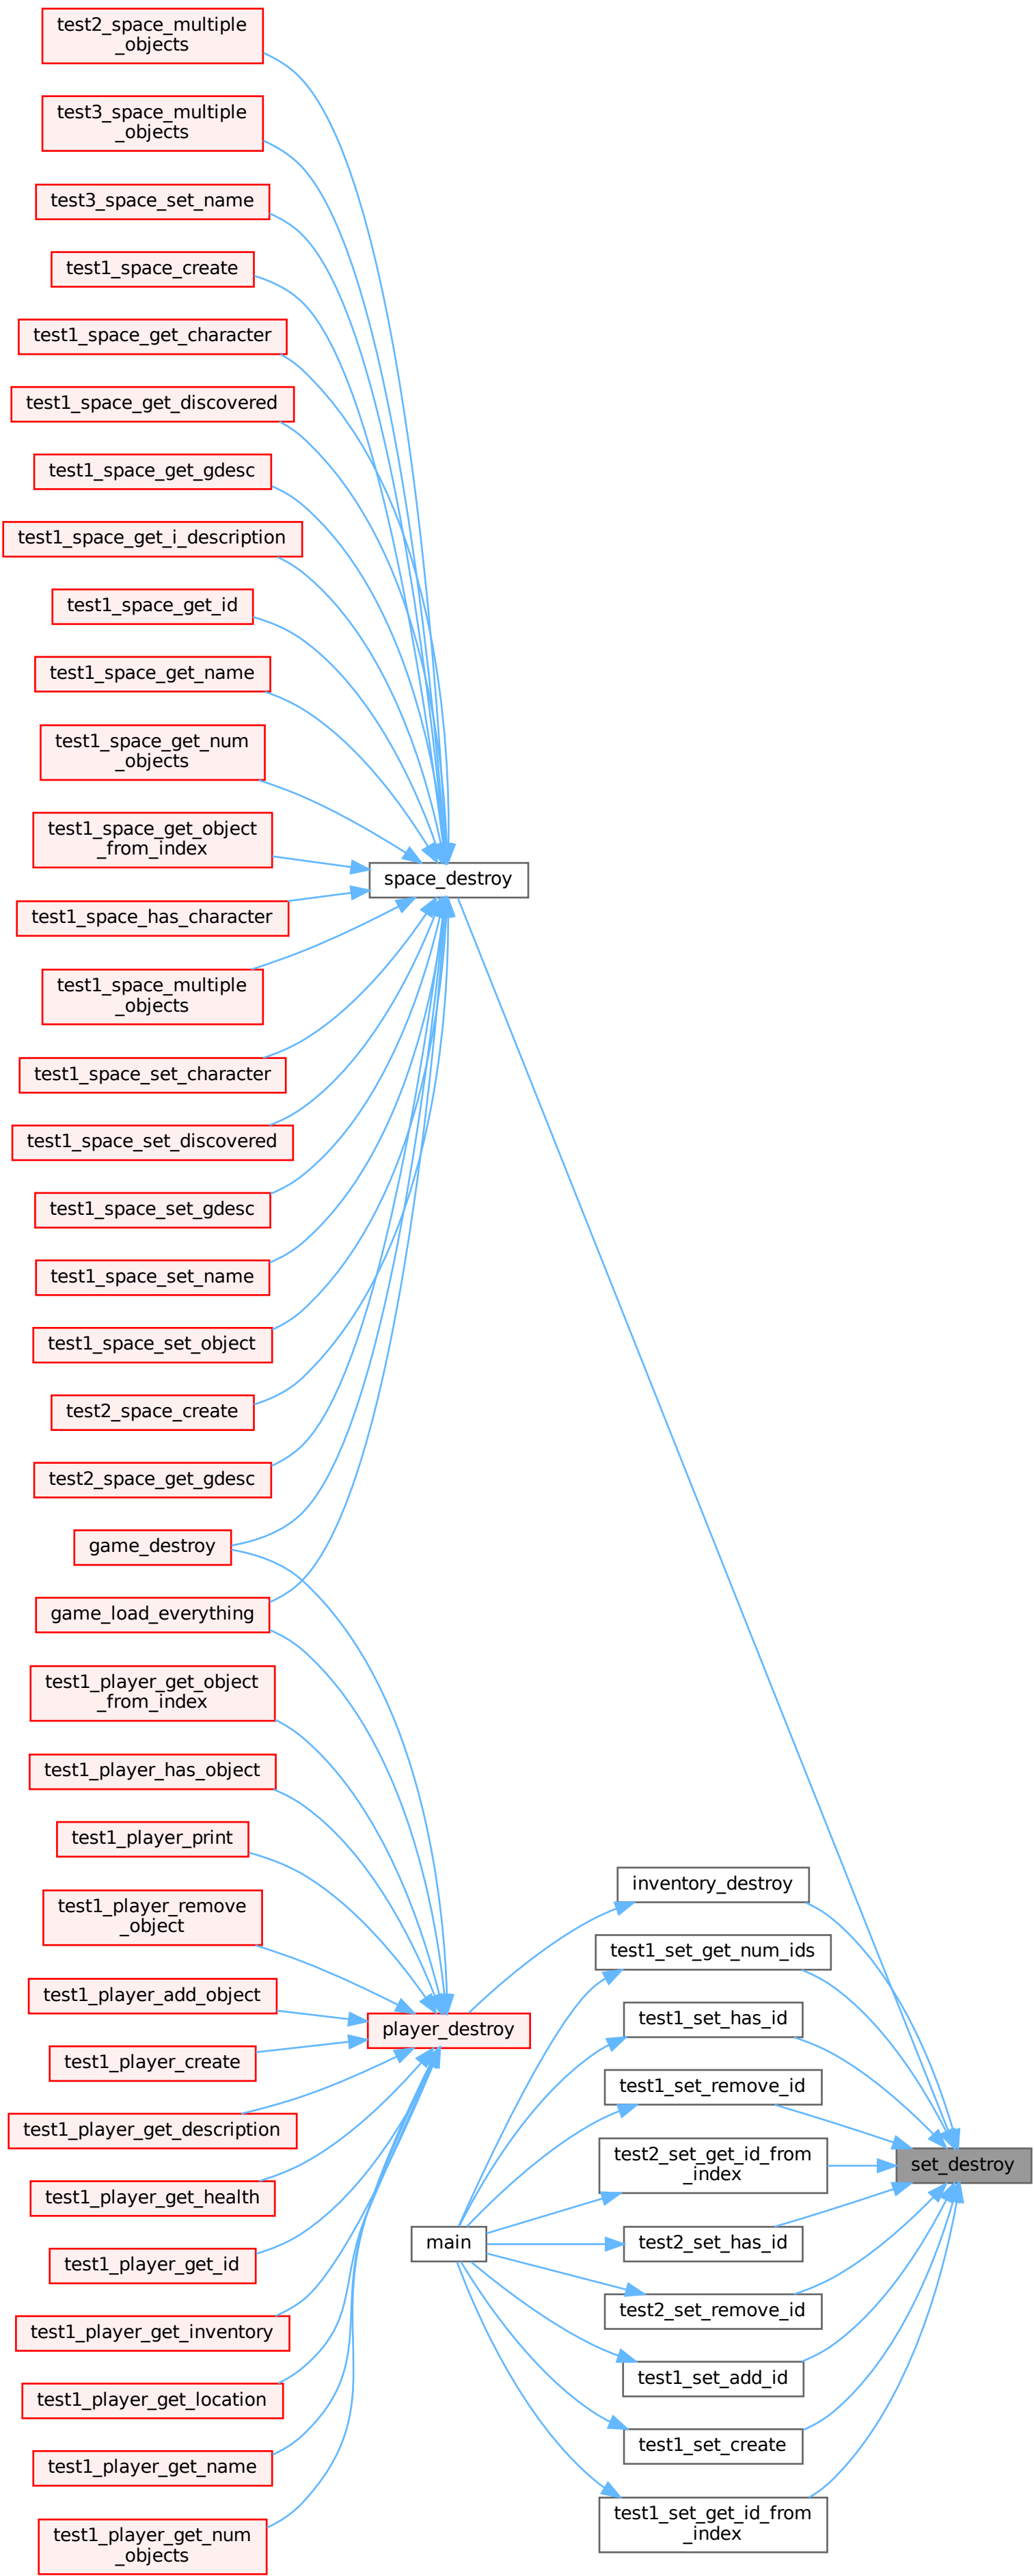 test2_space_multiple
_objects
test3_space_multiple
_objects
test3_space_set_name
test1_space_create
test1_space_get_character
test1_space_get_discovered
test1_space_get_gdesc
test1_space_get_i_description
test1_space_get_id
test1_space_get_name
test1_space_get_num
_objects
test1_space_get_object
_from_index
space_destroy
test1_space_has_character
test1_space_multiple
_objects
test1_space_set_character
test1_space_set_discovered
test1_space_set_gdesc
test1_space_set_name
test1_space_set_object
test2_space_create
test2_space_get_gdesc
game_destroy
game_load_everything
test1_player_get_object
_from_index
test1_player_has_object
test1_player_print
test1_player_remove
_object
test1_player_add_object
test1_player_create
test1_player_get_description
test1_player_get_health
test1_player_get_id
test1_player_get_inventory
test1_player_get_location
test1_player_get_name
test1_player_get_num
_objects
player_destroy
inventory_destroy
test1_set_get_num_ids
test1_set_has_id
test1_set_remove_id
test2_set_get_id_from
_index
test2_set_has_id
test2_set_remove_id
test1_set_add_id
test1_set_create
test1_set_get_id_from
_index
main
set_destroy